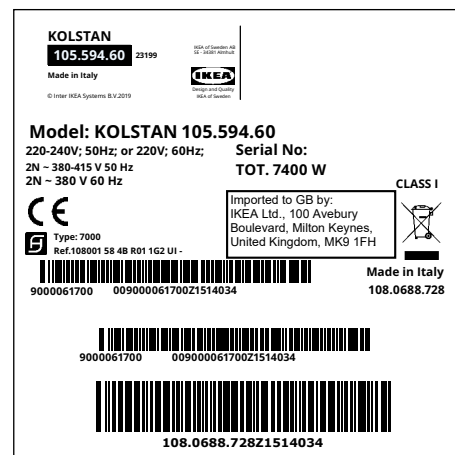 KOLSTAN
105.594.60 23199
Made in Italy
© Inter IKEA Systems B.V.2019
IKEA of Sweden AB
SE - 34381 Älmhult
IKEA
Design and Quality
IKEA of Sweden
Model: KOLSTAN 105.594.60
220-240V; 50Hz; or 220V; 60Hz;
2N ~ 380-415 V 50 Hz
2N ~ 380 V 60 Hz
Serial No:
TOT. 7400 W
CLASS I
CE
Imported to GB by:
IKEA Ltd., 100 Avebury
Boulevard, Milton Keynes,
United Kingdom, MK9 1FH
Type: 7000
Ref.108001 58 4B R01 1G2 UI -
Made in Italy
108.0688.728
9000061700 009000061700Z1514034
9000061700 009000061700Z1514034
108.0688.728Z1514034